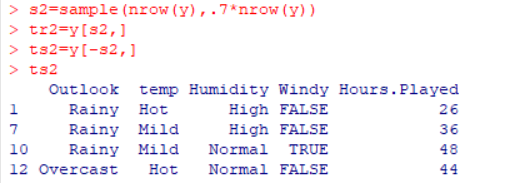 > s2=sample(nrow(y),.7*nrow(y))
> tr2=y[s2,]
> ts2=y[-s2,]
> ts2
Outlook temp Humidity Windy Hours.Played
1 Rainy Hot High FALSE 26
7 Rainy Mild High FALSE 36
10 Rainy Mild Normal TRUE 48
12 Overcast Hot Normal FALSE 44